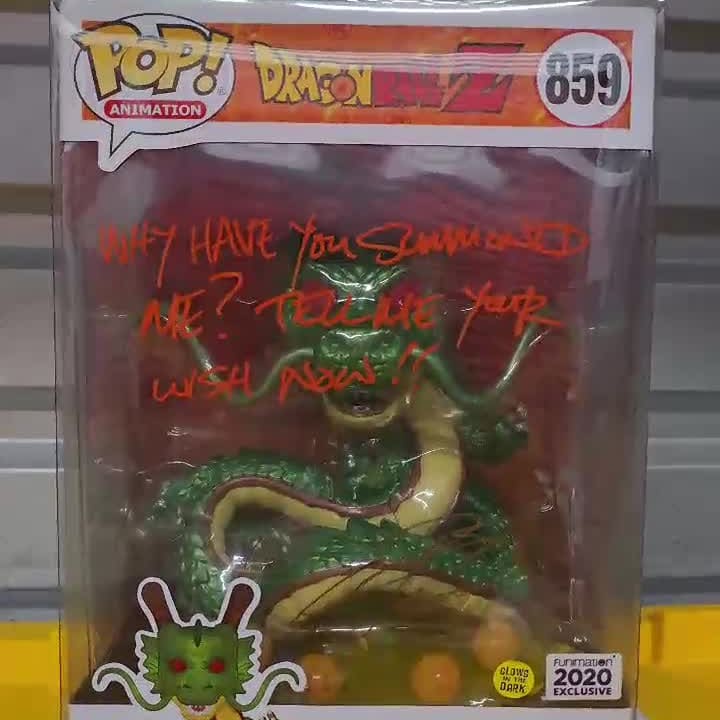 POP!
ANIMATION
DRAGON BALL Z
859
WHY HAVE YOU SUMMONED
ME? TELL ME YOUR
WISH NOW!!
GLOWS
IN THE
DARK
FUNIMATION
2020
EXCLUSIVE